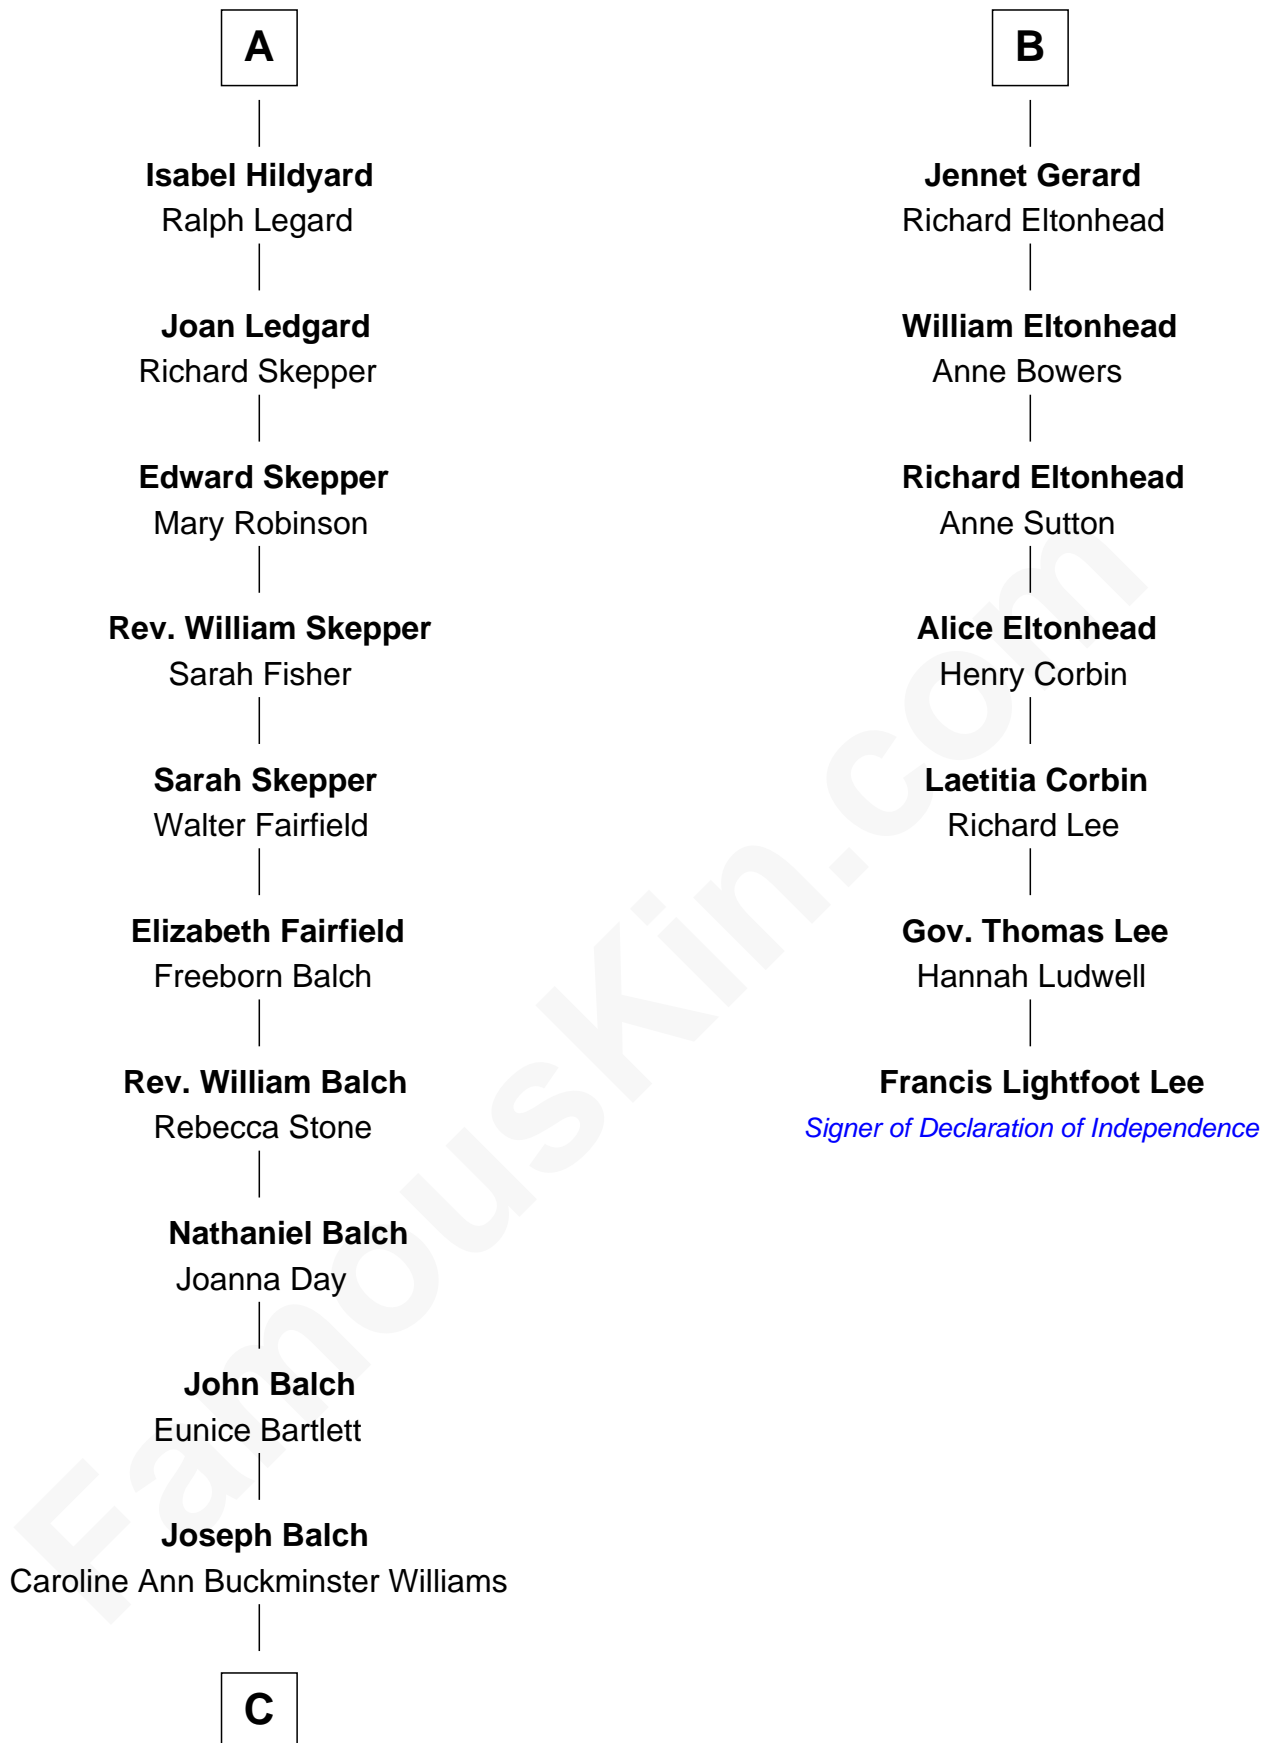 A
Isabel Hildyard
Ralph Legard
Joan Ledgard
Richard Skepper
Edward Skepper
Mary Robinson
Rev. William Skepper
Sarah Fisher
Sarah Skepper
Walter Fairfield
Elizabeth Fairfield
Freeborn Balch
Rev. William Balch
Rebecca Stone
Nathaniel Balch
Joanna Day
John Balch
Eunice Bartlett
Joseph Balch
Caroline Ann Buckminster Williams
C
B
Jennet Gerard
Richard Eltonhead
William Eltonhead
Anne Bowers
Richard Eltonhead
Anne Sutton
Alice Eltonhead
Henry Corbin
Laetitia Corbin
Richard Lee
Gov. Thomas Lee
Hannah Ludwell
Francis Lightfoot Lee
Signer of Declaration of Independence
FamousKin.com